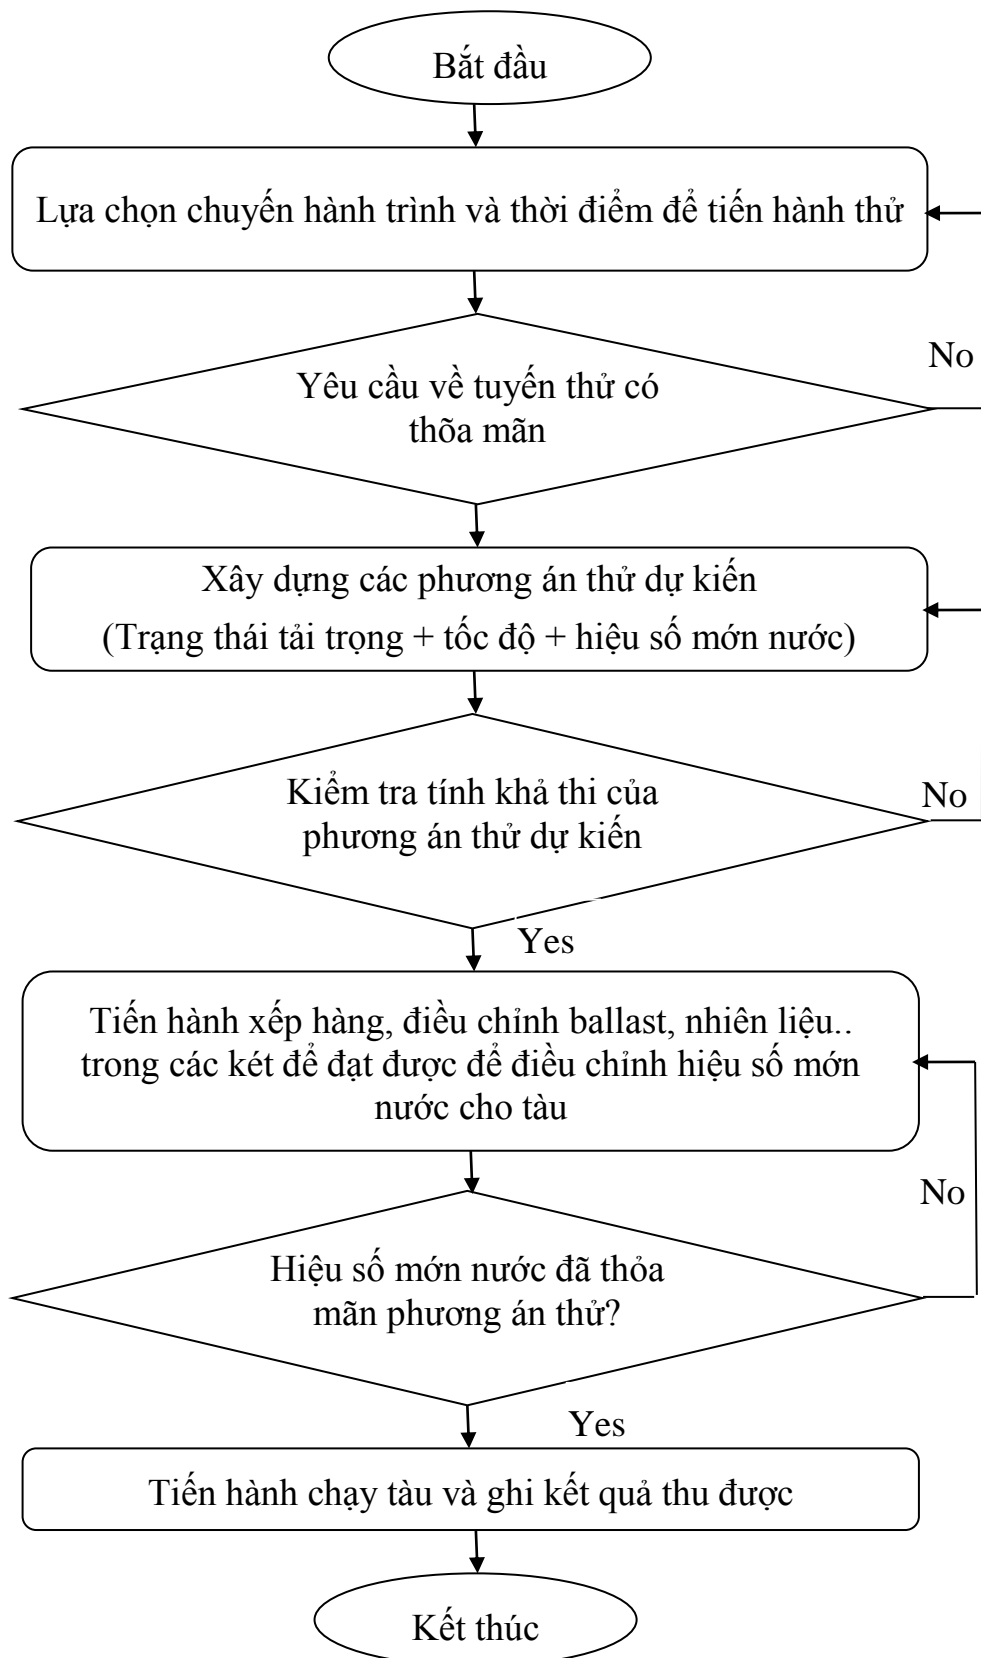 Bắt đầu
Lựa chọn chuyến hành trình và thời điểm để tiến hành thử
No
Yêu cầu về tuyến thử có
thõa mãn
Xây dựng các phương án thử dự kiến
(Trạng thái tải trọng + tốc độ + hiệu số mớn nước)
Kiểm tra tính khả thi của
phương án thử dự kiến
No
Yes
Tiến hành xếp hàng, điều chỉnh ballast, nhiên liệu..
trong các két để đạt được để điều chỉnh hiệu số mớn
nước cho tàu
No
Hiệu số mớn nước đã thỏa
mãn phương án thử?
Yes
Tiến hành chạy tàu và ghi kết quả thu được
Kết thúc